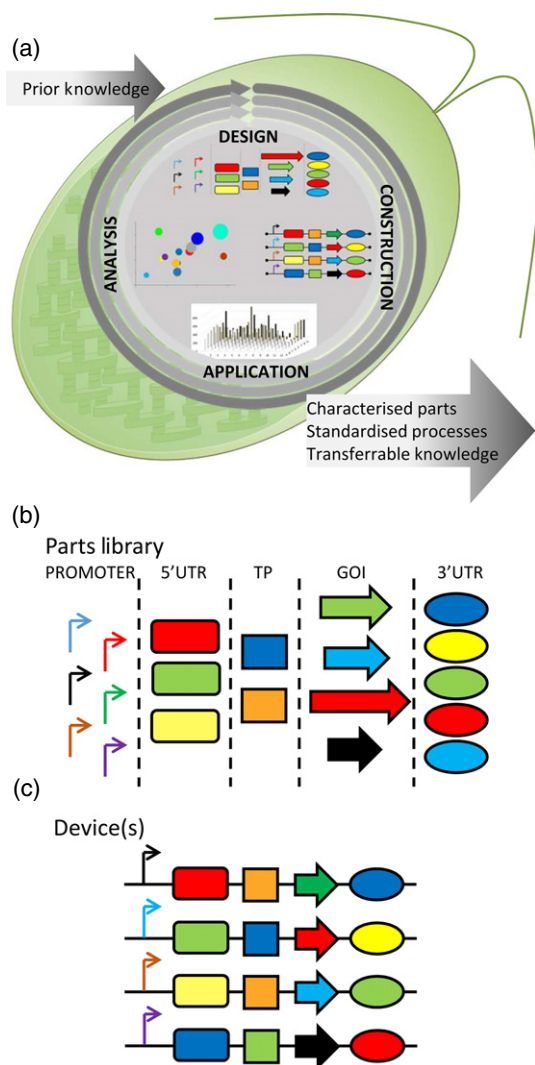 (a)
Prior knowledge
DESIGN
CONSTRUCTION
ANALYSIS
APPLICATION
Characterised parts
Standardised processes
Transferrable knowledge
(b)
Parts library
PROMOTER 5'UTR TP GOI 3'UTR
(c)
Device(s)